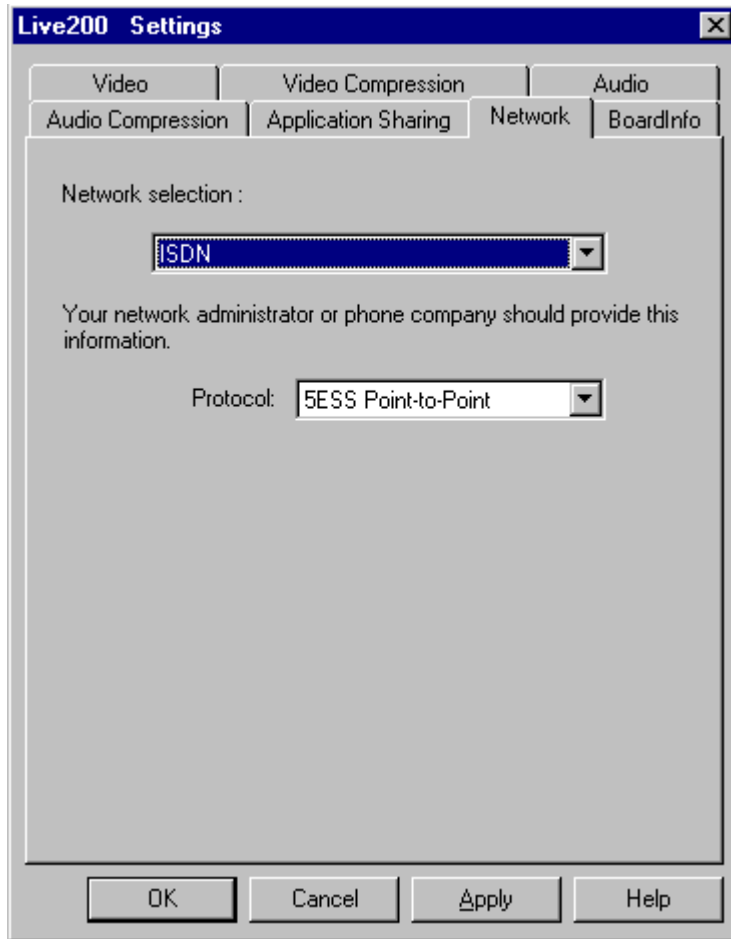 Live200 Settings
Video Video Compression Audio
Audio Compression Application Sharing Network BoardInfo
Network selection :
ISDN
Your network administrator or phone company should provide this
information.
Protocol: 5ESS Point-to-Point
OK Cancel Apply Help